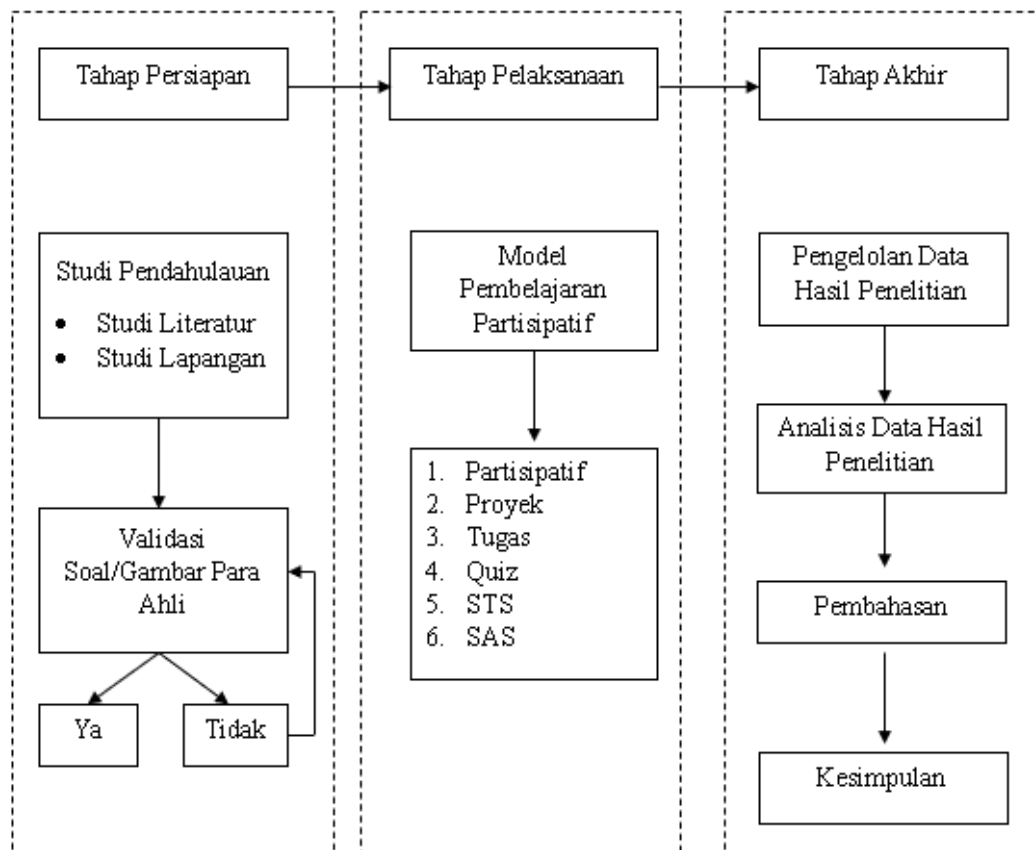 Tahap Persiapan
Tahap Pelaksanaan
Tahap Akhir
Studi Pendahulauan
• Studi Literatur
• Studi Lapangan
Validasi
Soal/Gambar Para
Ahli
Ya
Tidak
Model
Pembelajaran
Partisipatif
1. Partisipatif
2. Proyek
3. Tugas
4. Quiz
5. STS
6. SAS
Pengelolan Data
Hasil Penelitian
Analisis Data Hasil
Penelitian
Pembahasan
Kesimpulan